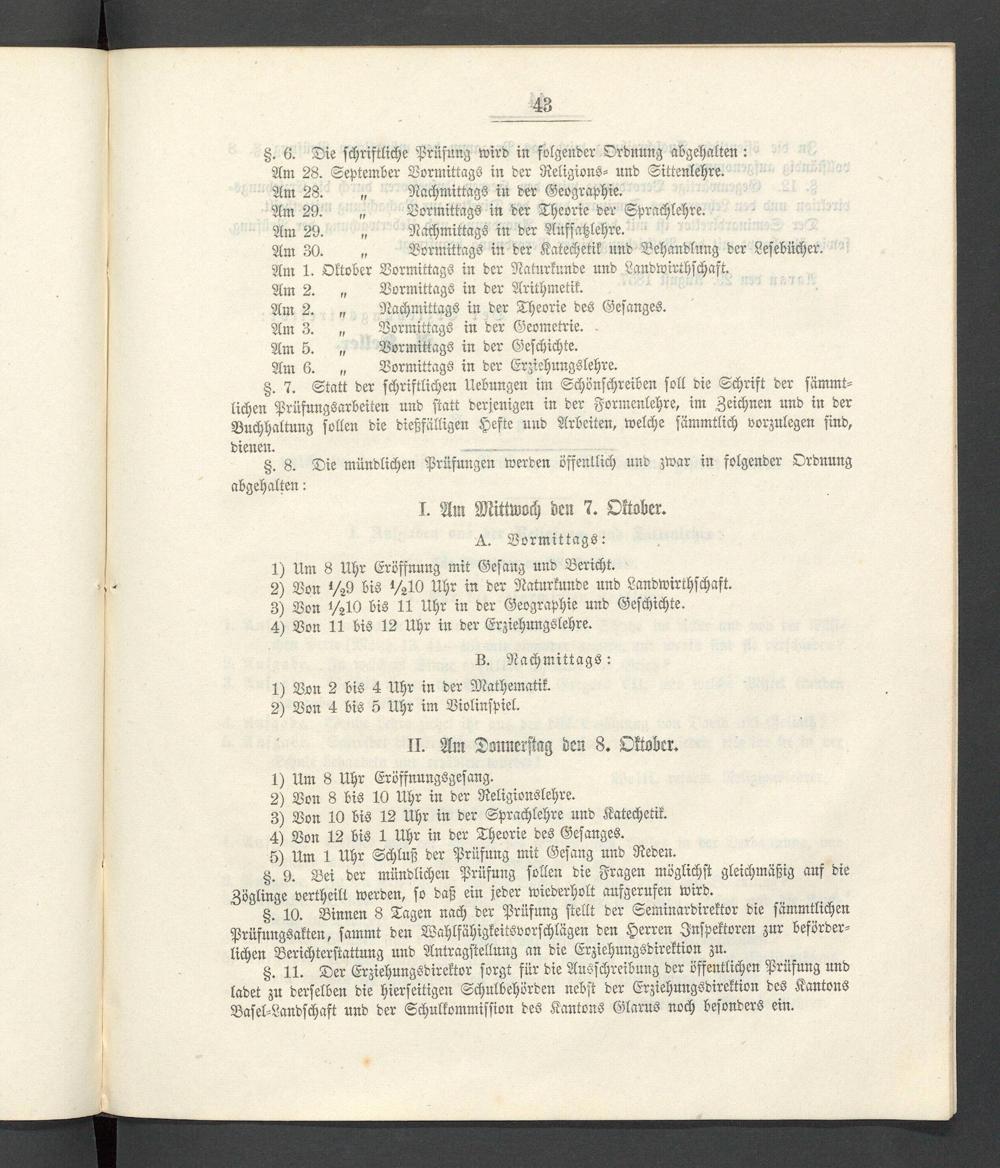 43
§. 6. Die schriftliche Prüfung wird in folgender Ordnung abgehalten:
Am 28. September Vormittags in der Religions- und Sittenlehre.
Am 28. „ Nachmittags in der Geographie.
Am 29. „ Vormittags in der Theorie der Sprachlehre.
Am 29. „ Nachmittags in der Aufsatzlehre.
Am 30. „ Vormittags in der Katechetik und Behandlung der Lesebücher.
Am 1. Oktober Vormittags in der Naturkunde und Landwirthschaft.
Am 2. „ Vormittags in der Arithmetik.
Am 2. „ Nachmittags in der Theorie des Gesanges.
Am 3. „ Vormittags in der Geometrie.
Am 5. „ Vormittags in der Geschichte.
Am 6. „ Vormittags in der Erziehungslehre.
§. 7. Statt der schriftlichen Uebungen im Schönschreiben soll die Schrift der sämmt-
lichen Prüfungsarbeiten und statt derjenigen in der Formenlehre, im Zeichnen und in der
Buchhaltung sollen die dießfälligen Hefte und Arbeiten, welche sämmtlich vorzulegen sind,
dienen.
§. 8. Die mündlichen Prüfungen werden öffentlich und zwar in folgender Ordnung
abgehalten:
I. Am Mittwoch den 7. Oktober.
A. Vormittags:
1) Um 8 Uhr Eröffnung mit Gesang und Bericht.
2) Von 1/29 bis 1/210 Uhr in der Naturkunde und Landwirthschaft.
3) Von 1/210 bis 11 Uhr in der Geographie und Geschichte.
4) Von 11 bis 12 Uhr in der Erziehungslehre.
B. Nachmittags:
1) Von 2 bis 4 Uhr in der Mathematik.
2) Von 4 bis 5 Uhr im Violinspiel.
II. Am Donnerstag den 8. Oktober.
1) Um 8 Uhr Eröffnungsgesang.
2) Von 8 bis 10 Uhr in der Religionslehre.
3) Von 10 bis 12 Uhr in der Sprachlehre und Katechetik.
4) Von 12 bis 1 Uhr in der Theorie des Gesanges.
5) Um 1 Uhr Schluß der Prüfung mit Gesang und Reden.
§. 9. Bei der mündlichen Prüfung sollen die Fragen möglichst gleichmäßig auf die
Zöglinge vertheilt werden, so daß ein jeder wiederholt aufgerufen wird.
§. 10. Binnen 8 Tagen nach der Prüfung stellt der Seminardirektor die sämmtlichen
Prüfungsakten, sammt den Wahlfähigkeitsvorschlägen den Herren Inspektoren zur beförder-
lichen Berichterstattung und Antragstellung an die Erziehungsdirektion zu.
§. 11. Der Erziehungsdirektor sorgt für die Ausschreibung der öffentlichen Prüfung und
ladet zu derselben die hierseitigen Schulbehörden nebst der Erziehungsdirektion des Kantons
Basel-Landschaft und der Schulkommission des Kantons Glarus noch besonders ein.